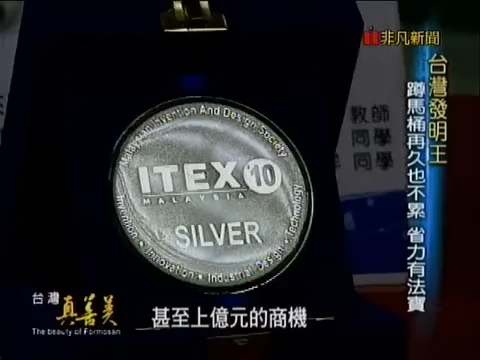 非凡新聞
台灣發明王
蹲馬桶再久也不累 省力有法寶
教師
同學
同學
Malaysian Invention And Design Society
ITEX 10
MALAYSIA
SILVER
Invention • Innovation • Industrial Design • Technology
台灣
真善美
The beauty of Formosan
甚至上億元的商機